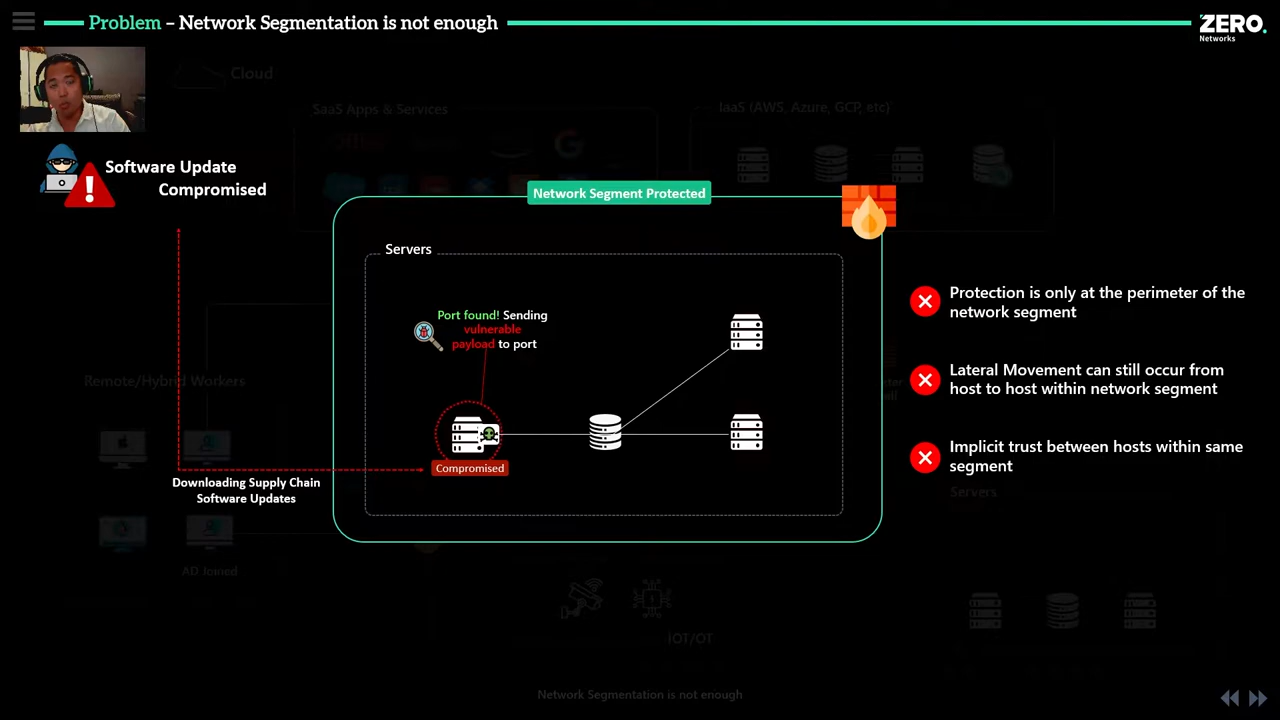 Problem – Network Segmentation is not enough
ZERO.
Networks
Cloud
SaaS Apps & Services
IaaS (AWS, Azure, GCP, etc)
Software Update
Compromised
Network Segment Protected
Servers
Port found! Sending
vulnerable
payload to port
Compromised
Downloading Supply Chain
Software Updates
Protection is only at the perimeter of the
network segment
Lateral Movement can still occur from
host to host within network segment
Implicit trust between hosts within same
segment
Remote/Hybrid Workers
Servers
AD Joined
IOT/OT
Network Segmentation is not enough